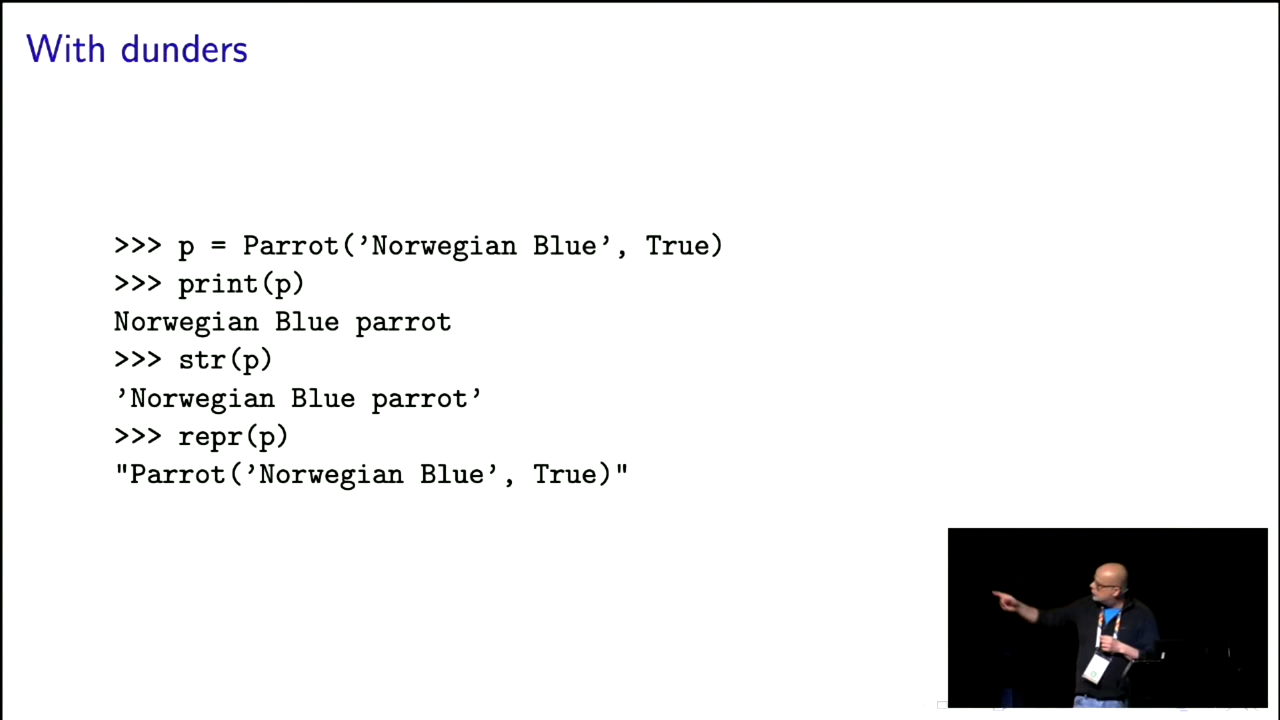 With dunders
>>> p = Parrot('Norwegian Blue', True)
>>> print(p)
Norwegian Blue parrot
>>> str(p)
'Norwegian Blue parrot'
>>> repr(p)
"Parrot('Norwegian Blue', True)"